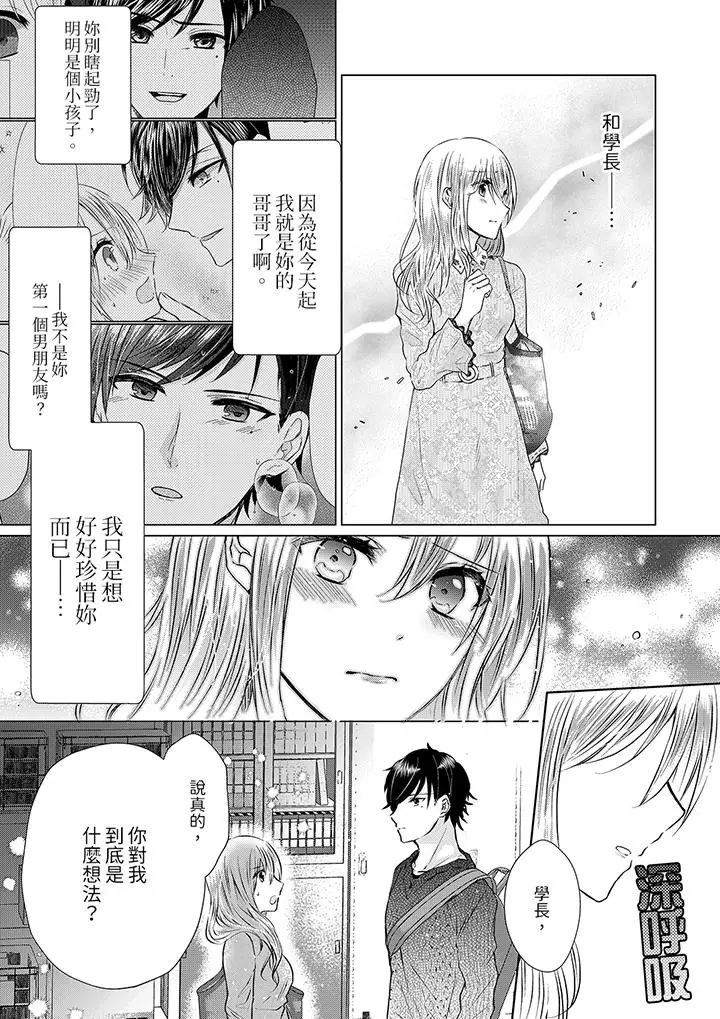 和學長——…
妳別瞎起勁了，
明明是個小孩子。
因為從今天起
我就是妳的
哥哥了啊。
——我不是妳
第一個男朋友嗎？
我只是想
好好珍惜妳
而已——…
深呼吸
學長，
說真的，
你對我
到底是
什麼想法？